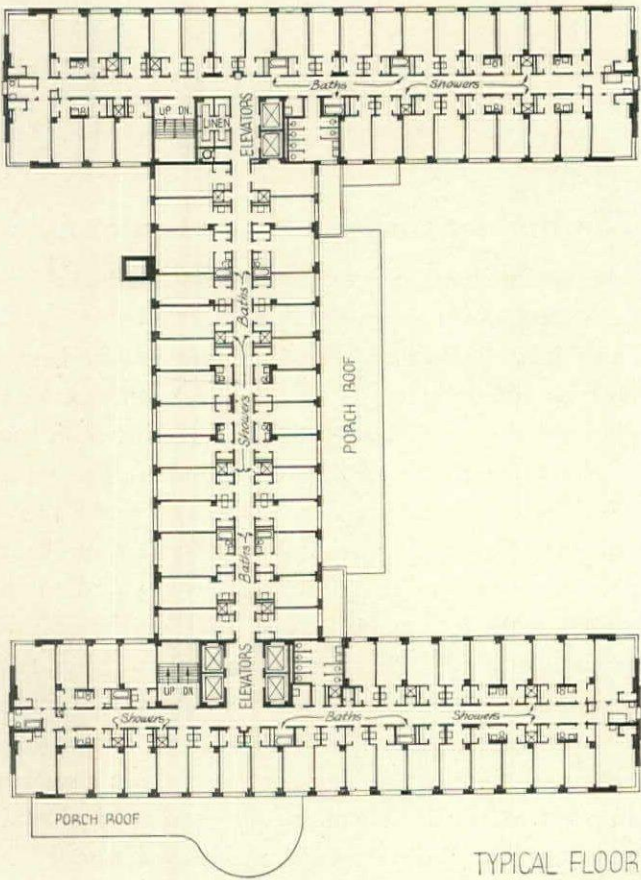 Baths
Showers
UP DN.
LINEN
ELEVATORS
Baths
Showers
PORCH ROOF
Baths
UP DN
ELEVATORS
Showers
Baths
Showers
PORCH ROOF
TYPICAL FLOOR